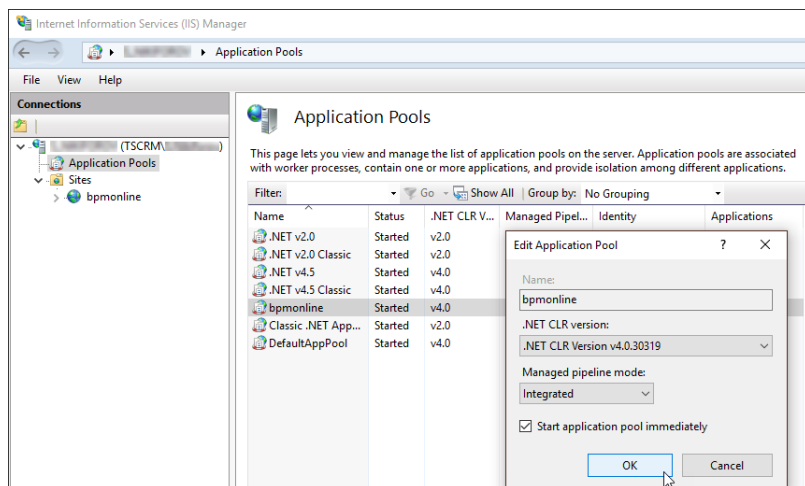 Internet Information Services (IIS) Manager
Application Pools
File View Help
Connections
(TSCRM\ )
Application Pools
Sites
bpmonline
Application Pools
This page lets you view and manage the list of application pools on the server. Application pools are associated
with worker processes, contain one or more applications, and provide isolation among different applications.
Filter: Go Show All Group by: No Grouping
Name Status .NET CLR V... Managed Pipel... Identity Applications
.NET v2.0 Started v2.0
.NET v2.0 Classic Started v2.0
.NET v4.5 Started v4.0
.NET v4.5 Classic Started v4.0
bpmonline Started v4.0
Classic .NET App... Started v2.0
DefaultAppPool Started v4.0
Edit Application Pool ?
Name:
bpmonline
.NET CLR version:
.NET CLR Version v4.0.30319
Managed pipeline mode:
Integrated
Start application pool immediately
OK Cancel